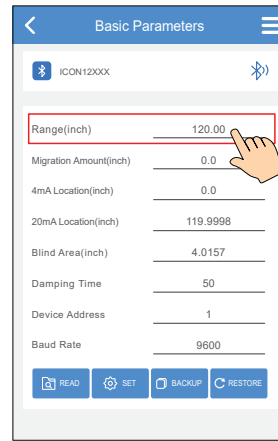 Basic Parameters
ICON12XXX
Range(inch) 120.00
Migration Amount(inch) 0.0
4mA Location(inch) 0.0
20mA Location(inch) 119.9998
Blind Area(inch) 4.0157
Damping Time 50
Device Address 1
Baud Rate 9600
READ SET BACKUP RESTORE